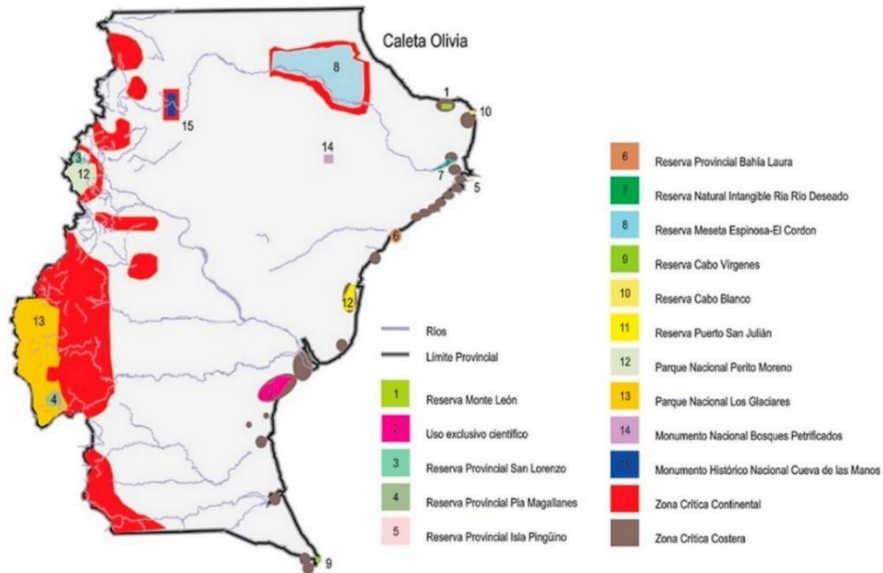 Caleta Olivia
8
1
10
15
14
3
12
7
5
6
12
13
4
9
Ríos
Límite Provincial
1 Reserva Monte León
2 Uso exclusivo científico
3 Reserva Provincial San Lorenzo
4 Reserva Provincial Pla Magallanes
5 Reserva Provincial Isla Pingüino
6 Reserva Provincial Bahía Laura
7 Reserva Natural Intangible Ria Río Deseado
8 Reserva Meseta Espinosa-El Cordon
9 Reserva Cabo Vírgenes
10 Reserva Cabo Blanco
11 Reserva Puerto San Julián
12 Parque Nacional Perito Moreno
13 Parque Nacional Los Glaciares
14 Monumento Nacional Bosques Petrificados
15 Monumento Histórico Nacional Cueva de las Manos
Zona Crítica Continental
Zona Crítica Costera